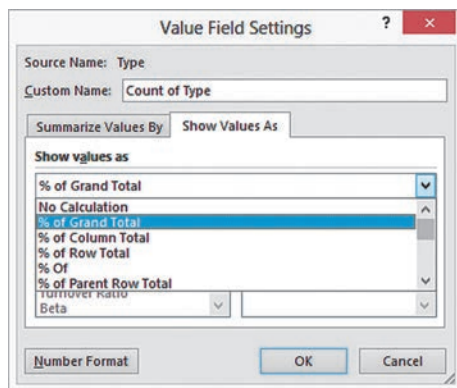 Value Field Settings ? ×
Source Name: Type
Custom Name: Count of Type
Summarize Values By Show Values As
Show values as
% of Grand Total
No Calculation
% of Grand Total
% of Column Total
% of Row Total
% Of
% of Parent Row Total
Turnover Ratio
Beta
Number Format OK Cancel